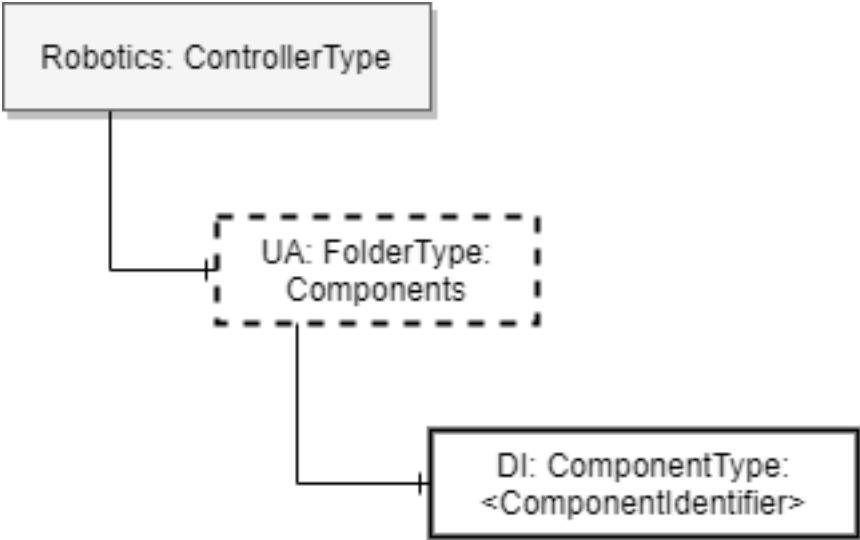 Robotics: ControllerType
UA: FolderType:
Components
DI: ComponentType:
<ComponentIdentifier>